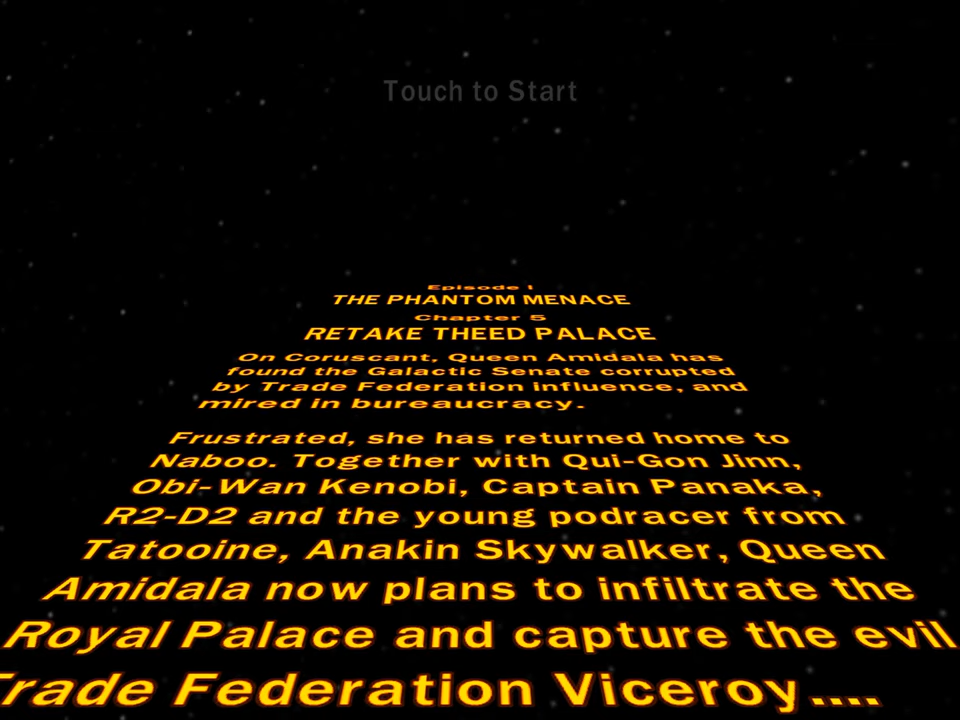 Touch to Start
Episode I
THE PHANTOM MENACE
Chapter 5
RETAKE THEED PALACE
On Coruscant, Queen Amidala has
found the Galactic Senate corrupted
by Trade Federation influence, and
mired in bureaucracy.
Frustrated, she has returned home to
Naboo. Together with Qui-Gon Jinn,
Obi-Wan Kenobi, Captain Panaka,
R2-D2 and the young podracer from
Tatooine, Anakin Skywalker, Queen
Amidala now plans to infiltrate the
Royal Palace and capture the evil
Trade Federation Viceroy....